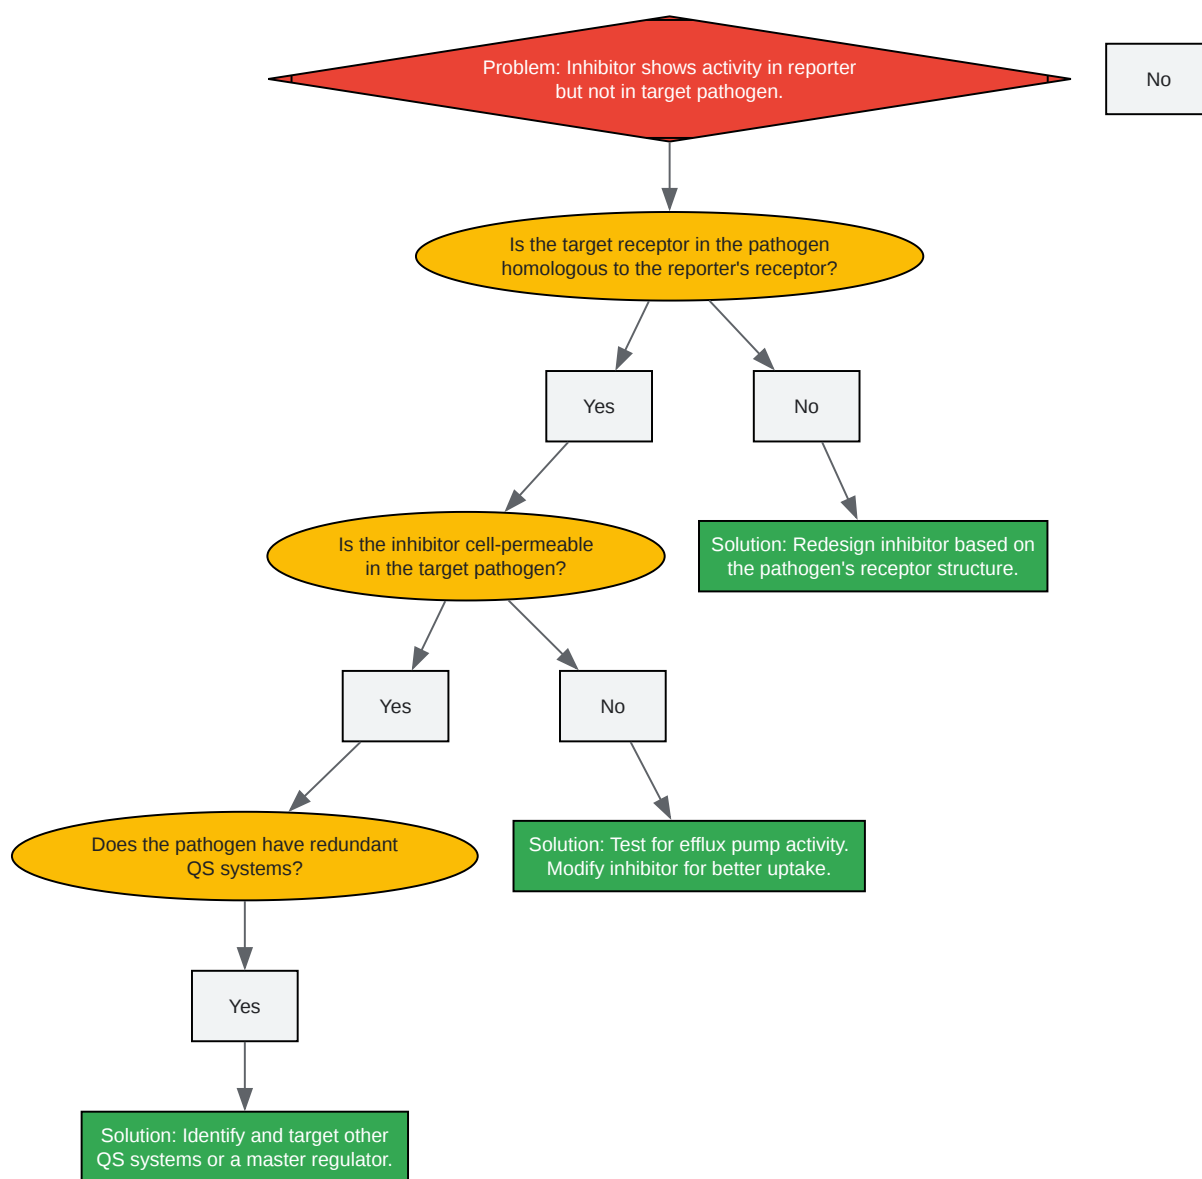 Problem: Inhibitor shows activity in reporter
but not in target pathogen.
No
Is the target receptor in the pathogen
homologous to the reporter's receptor?
Yes
No
Is the inhibitor cell-permeable
in the target pathogen?
Solution: Redesign inhibitor based on
the pathogen's receptor structure.
Yes
No
Does the pathogen have redundant
QS systems?
Solution: Test for efflux pump activity.
Modify inhibitor for better uptake.
Yes
Solution: Identify and target other
QS systems or a master regulator.